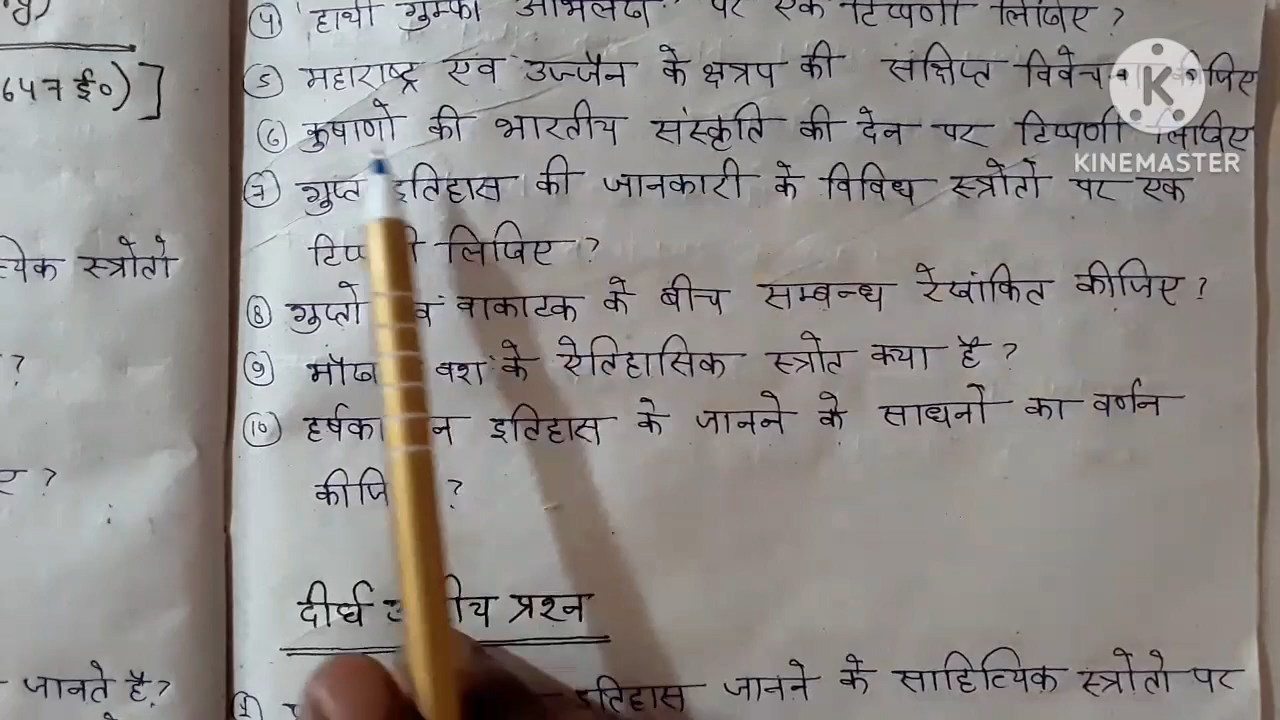 647 ई०) ]
त्येक स्त्रोतो
?
ए ?
जानते है?
④ 'हाथी गुम्फा अभिलेख' पर एक टिप्पणी लिखिए ?
⑤ महाराष्ट्र एवं उज्जैन के क्षत्रप की संक्षिप्त विवेच
⑥ कुषाणो की भारतीय संस्कृति की देन पर टिप्पणी लिखिए
⑦ गुप्त इतिहास की जानकारी के विविध स्त्रोतों पर एक
टिप्प लिखिए ?
⑧ गुप्तो वं वाकाटक के बीच सम्बन्ध रेखांकित कीजिए ?
⑨ वंश के ऐतिहासिक स्त्रोत क्या है ?
⑩ हर्षका न इतिहास के जानने के साधनों का वर्णन
कीजि ?
दीर्घ उ ीय प्रश्न
① इतिहास जानने के साहित्यिक स्त्रोतो पर
KINEMASTER